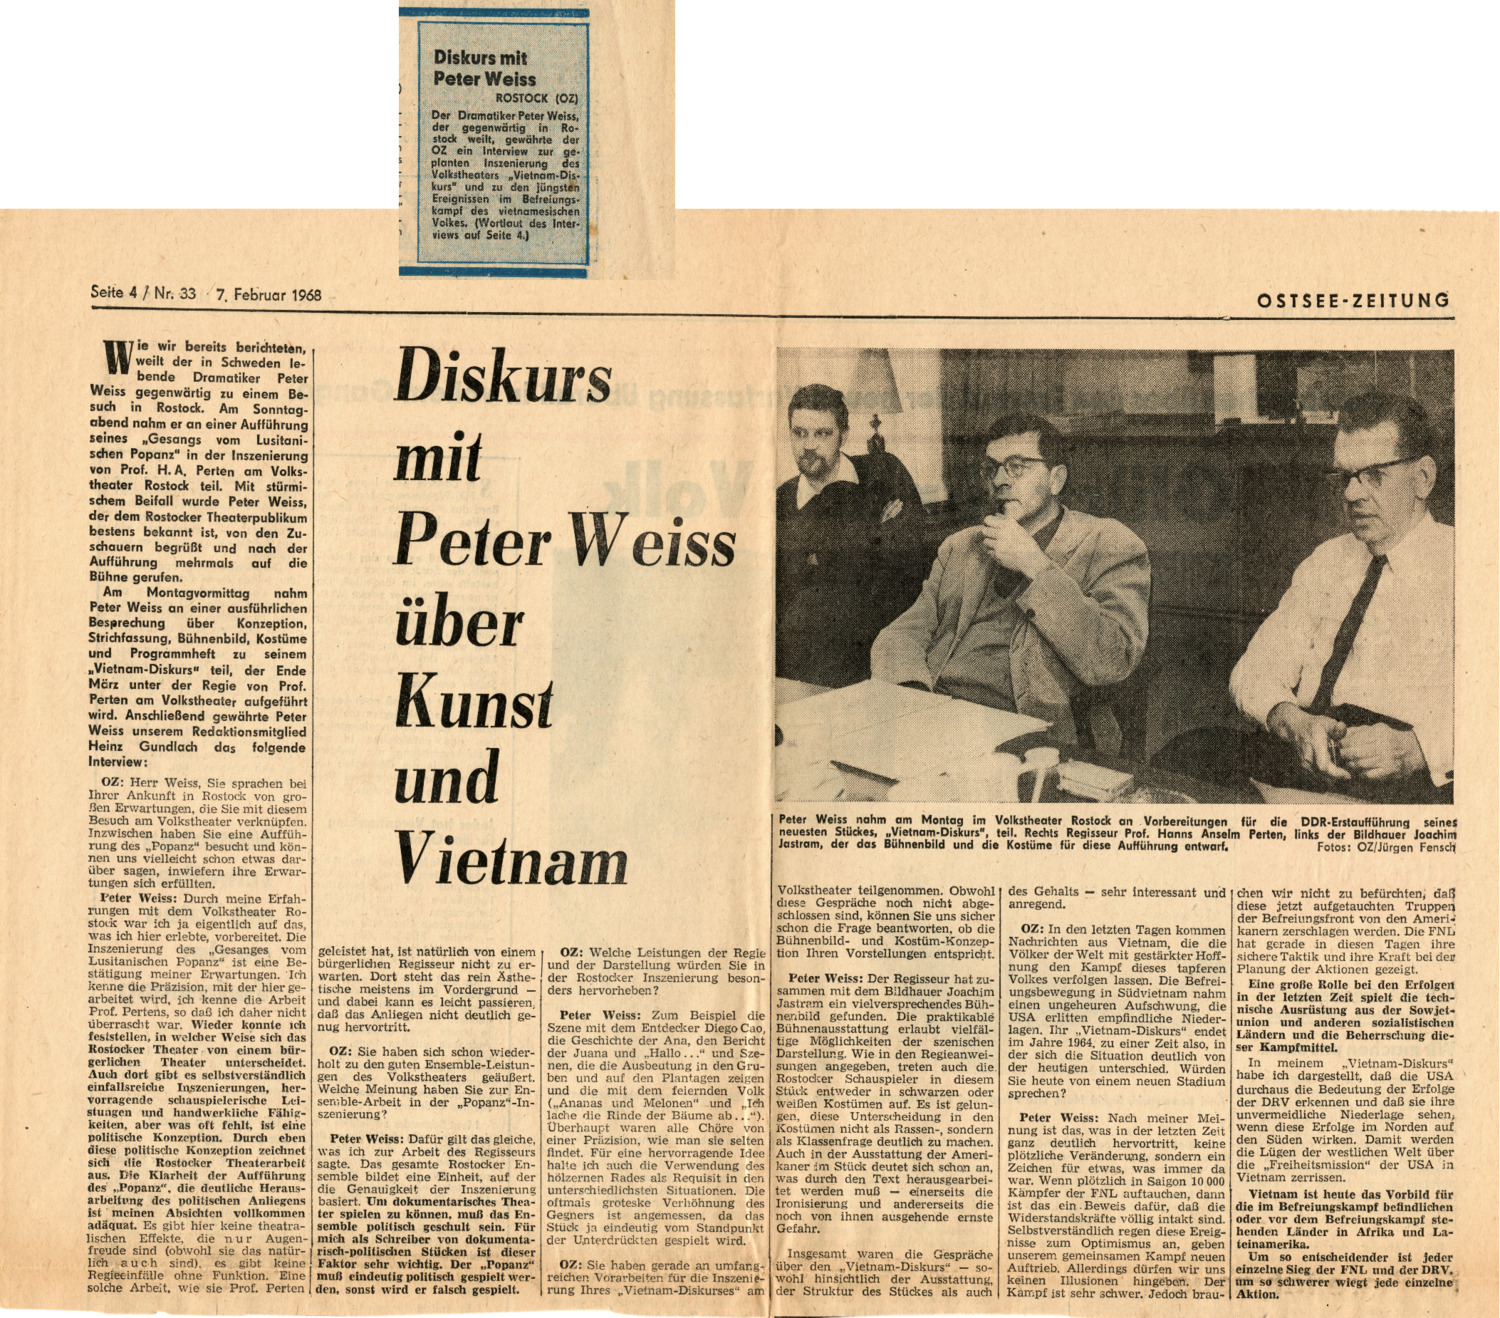 Diskurs mit
Peter Weiss
ROSTOCK (OZ)
Der Dramatiker Peter Weiss,
der gegenwärtig in Ro-
stock weilt, gewährte der
OZ ein Interview zur ge-
planten Inszenierung des
Volkstheaters „Vietnam-Dis-
kurs“ und zu den jüngsten
Ereignissen im Befreiungs-
kampf des vietnamesischen
Volkes. (Wortlaut des Inter-
views auf Seite 4.)
Seite 4 / Nr. 33 7. Februar 1968
OSTSEE-ZEITUNG
Diskurs
mit
Peter Weiss
über
Kunst
und
Vietnam
Wie wir bereits berichteten,
weilt der in Schweden le-
bende Dramatiker Peter
Weiss gegenwärtig zu einem Be-
such in Rostock. Am Sonntag-
abend nahm er an einer Aufführung
seines „Gesangs vom Lusitani-
schen Popanz“ in der Inszenierung
von Prof. H. A. Perten am Volks-
theater Rostock teil. Mit stürmi-
schem Beifall wurde Peter Weiss,
der dem Rostocker Theaterpublikum
bestens bekannt ist, von den Zu-
schauern begrüßt und nach der
Aufführung mehrmals auf die
Bühne gerufen.
Am Montagvormittag nahm
Peter Weiss an einer ausführlichen
Besprechung über Konzeption,
Strichfassung, Bühnenbild, Kostüme
und Programmheft zu seinem
„Vietnam-Diskurs“ teil, der Ende
März unter der Regie von Prof.
Perten am Volkstheater aufgeführt
wird. Anschließend gewährte Peter
Weiss unserem Redaktionsmitglied
Heinz Gundlach das folgende
Interview:
OZ: Herr Weiss, Sie sprachen bei
Ihrer Ankunft in Rostock von gro-
ßen Erwartungen, die Sie mit diesem
Besuch am Volkstheater verknüpfen.
Inzwischen haben Sie eine Auffüh-
rung des „Popanz“ besucht und kön-
nen uns vielleicht schon etwas dar-
über sagen, inwiefern ihre Erwar-
tungen sich erfüllten.
Peter Weiss: Durch meine Erfah-
rungen mit dem Volkstheater Ro-
stock war ich ja eigentlich auf das,
was ich hier erlebte, vorbereitet. Die
Inszenierung des „Gesanges vom
Lusitanischen Popanz“ ist eine Be-
stätigung meiner Erwartungen. Ich
kenne die Präzision, mit der hier ge-
arbeitet wird, ich kenne die Arbeit
Prof. Pertens, so daß ich daher nicht
überrascht war. Wieder konnte ich
feststellen, in welcher Weise sich das
Rostocker Theater von einem bür-
gerlichen Theater unterscheidet.
Auch dort gibt es selbstverständlich
einfallsreiche Inszenierungen, her-
vorragende schauspielerische Lei-
stungen und handwerkliche Fähig-
keiten, aber was oft fehlt, ist eine
politische Konzeption. Durch eben
diese politische Konzeption zeichnet
sich die Rostocker Theaterarbeit
aus. Die Klarheit der Aufführung
des „Popanz“, die deutliche Heraus-
arbeitung des politischen Anliegens
ist meinen Absichten vollkommen
adäquat. Es gibt hier keine theatra-
lischen Effekte, die nur Augen-
freude sind (obwohl sie das natür-
lich auch sind), es gibt keine
Regieeinfälle ohne Funktion. Eine
solche Arbeit, wie sie Prof. Perten
geleistet hat, ist natürlich von einem
bürgerlichen Regisseur nicht zu er-
warten. Dort steht das rein Ästhe-
tische meistens im Vordergrund —
und dabei kann es leicht passieren,
daß das Anliegen nicht deutlich ge-
nug hervortritt.
OZ: Sie haben sich schon wieder-
holt zu den guten Ensemble-Leistun-
gen des Volkstheaters geäußert.
Welche Meinung haben Sie zur En-
semble-Arbeit in der „Popanz“-In-
szenierung?
Peter Weiss: Dafür gilt das gleiche,
was ich zur Arbeit des Regisseurs
sagte. Das gesamte Rostocker En-
semble bildet eine Einheit, auf der
die Genauigkeit der Inszenierung
basiert. Um dokumentarisches Thea-
ter spielen zu können, muß das En-
semble politisch geschult sein. Für
mich als Schreiber von dokumenta-
risch-politischen Stücken ist dieser
Faktor sehr wichtig. Der „Popanz“
muß eindeutig politisch gespielt wer-
den, sonst wird er falsch gespielt.
OZ: Welche Leistungen der Regie
und der Darstellung würden Sie in
der Rostocker Inszenierung beson-
ders hervorheben?
Peter Weiss: Zum Beispiel die
Szene mit dem Entdecker Diego Cao,
die Geschichte der Ana, den Bericht
der Juana und „Hallo...“ und Sze-
nen, die die Ausbeutung in den Gru-
ben und auf den Plantagen zeigen
und die mit dem feiernden Volk
(„Ananas und Melonen“ und „Ich
lache die Rinde der Bäume ab...“).
Überhaupt waren alle Chöre von
einer Präzision, wie man sie selten
findet. Für eine hervorragende Idee
halte ich auch die Verwendung des
hölzernen Rades als Requisit in den
unterschiedlichsten Situationen. Die
oftmals groteske Verhöhnung des
Gegners ist angemessen, da das
Stück ja eindeutig vom Standpunkt
der Unterdrückten gespielt wird.
OZ: Sie haben gerade an umfang-
reichen Vorarbeiten für die Inszenie-
rung Ihres „Vietnam-Diskurses“ am
Peter Weiss nahm am Montag im Volkstheater Rostock an Vorbereitungen für die DDR-Erstaufführung seines
neuesten Stückes, „Vietnam-Diskurs“, teil. Rechts Regisseur Prof. Hanns Anselm Perten, links der Bildhauer Joachim
Jastram, der das Bühnenbild und die Kostüme für diese Aufführung entwarf. Fotos: OZ/Jürgen Fensch
Volkstheater teilgenommen. Obwohl
diese Gespräche noch nicht abge-
schlossen sind, können Sie uns sicher
schon die Frage beantworten, ob die
Bühnenbild- und Kostüm-Konzep-
tion Ihren Vorstellungen entspricht.
Peter Weiss: Der Regisseur hat zu-
sammen mit dem Bildhauer Joachim
Jastram ein vielversprechendes Büh-
nenbild gefunden. Die praktikable
Bühnenausstattung erlaubt vielfäl-
tige Möglichkeiten der szenischen
Darstellung. Wie in den Regieanwei-
sungen angegeben, treten auch die
Rostocker Schauspieler in diesem
Stück entweder in schwarzen oder
weißen Kostümen auf. Es ist gelun-
gen, diese Unterscheidung in den
Kostümen nicht als Rassen-, sondern
als Klassenfrage deutlich zu machen.
Auch in der Ausstattung der Ameri-
kaner im Stück deutet sich schon an,
was durch den Text herausgearbei-
tet werden muß — einerseits die
Ironisierung und andererseits die
noch von ihnen ausgehende ernste
Gefahr.
Insgesamt waren die Gespräche
über den „Vietnam-Diskurs“ — so-
wohl hinsichtlich der Ausstattung,
der Struktur des Stückes als auch
des Gehalts — sehr interessant und
anregend.
OZ: In den letzten Tagen kommen
Nachrichten aus Vietnam, die die
Völker der Welt mit gestärkter Hoff-
nung den Kampf dieses tapferen
Volkes verfolgen lassen. Die Befrei-
ungsbewegung in Südvietnam nahm
einen ungeheuren Aufschwung, die
USA erlitten empfindliche Nieder-
lagen. Ihr „Vietnam-Diskurs“ endet
im Jahre 1964, zu einer Zeit also, in
der sich die Situation deutlich von
der heutigen unterschied. Würden
Sie heute von einem neuen Stadium
sprechen?
Peter Weiss: Nach meiner Mei-
nung ist das, was in der letzten Zeit
ganz deutlich hervortritt, keine
plötzliche Veränderung, sondern ein
Zeichen für etwas, was immer da
war. Wenn plötzlich in Saigon 10 000
Kämpfer der FNL auftauchen, dann
ist das ein Beweis dafür, daß die
Widerstandskräfte völlig intakt sind.
Selbstverständlich regen diese Ereig-
nisse zum Optimismus an, geben
unserem gemeinsamen Kampf neuen
Auftrieb. Allerdings dürfen wir uns
keinen Illusionen hingeben. Der
Kampf ist sehr schwer. Jedoch brau-
chen wir nicht zu befürchten, daß
diese jetzt aufgetauchten Truppen
der Befreiungsfront von den Ameri-
kanern zerschlagen werden. Die FNL
hat gerade in diesen Tagen ihre
sichere Taktik und ihre Kraft bei der
Planung der Aktionen gezeigt.
Eine große Rolle bei den Erfolgen
in der letzten Zeit spielt die tech-
nische Ausrüstung aus der Sowjet-
union und anderen sozialistischen
Ländern und die Beherrschung die-
ser Kampfmittel.
In meinem „Vietnam-Diskurs“
habe ich dargestellt, daß die USA
durchaus die Bedeutung der Erfolge
der DRV erkennen und daß sie ihre
unvermeidliche Niederlage sehen,
wenn diese Erfolge im Norden auf
den Süden wirken. Damit werden
die Lügen der westlichen Welt über
die „Freiheitsmission“ der USA in
Vietnam zerrissen.
Vietnam ist heute das Vorbild für
die im Befreiungskampf befindlichen
oder vor dem Befreiungskampf ste-
henden Länder in Afrika und La-
teinamerika.
Um so entscheidender ist jeder
einzelne Sieg der FNL und der DRV,
um so schwerer wiegt jede einzelne
Aktion.